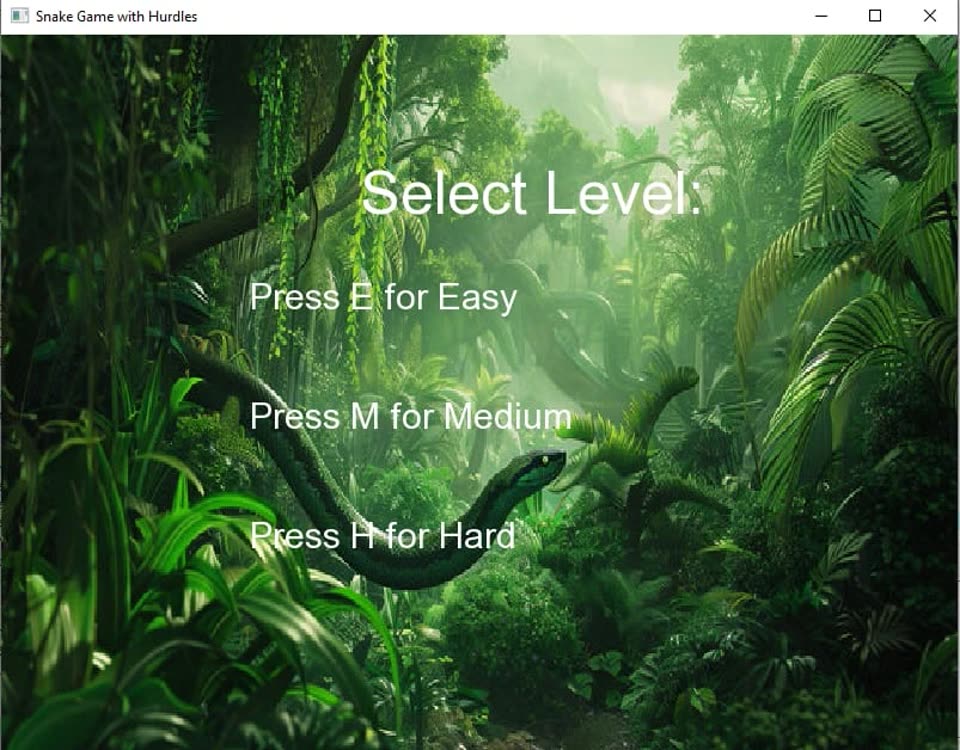 Snake Game with Hurdles
Select Level:
Press E for Easy
Press M for Medium
Press H for Hard